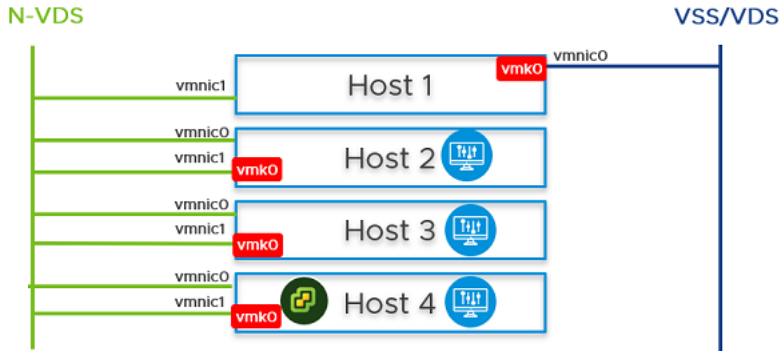 N-VDS
VSS/VDS
vmnic1
Host 1
vmk0
vmnic0
vmnic0
vmnic1
vmk0
Host 2
vmnic0
vmnic1
vmk0
Host 3
vmnic0
vmnic1
vmk0
Host 4